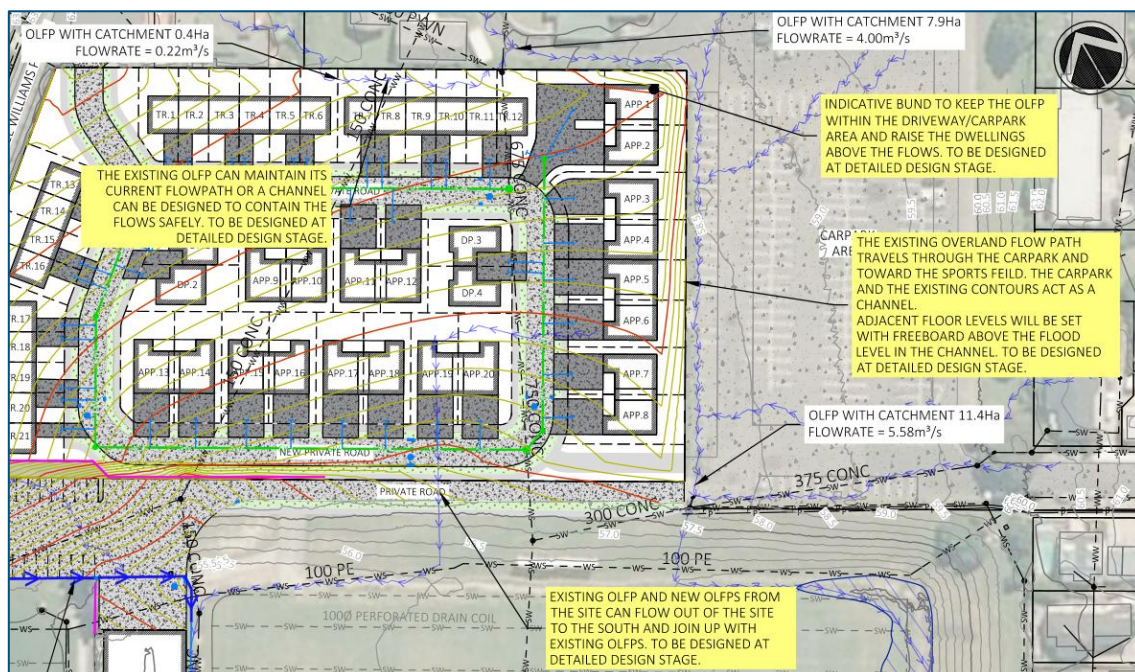 OLFP WITH CATCHMENT 0.4Ha
FLOWRATE = 0.22m³/s
OLFP WITH CATCHMENT 7.9Ha
FLOWRATE = 4.00m³/s
INDICATIVE BUND TO KEEP THE OLFP
WITHIN THE DRIVEWAY/CARPARK
AREA AND RAISE THE DWELLINGS
ABOVE THE FLOWS. TO BE DESIGNED
AT DETAILED DESIGN STAGE.
TR.1
TR.2
TR.3
TR.4
TR.5
TR.6
TR.7
TR.8
TR.9
TR.10
TR.11
TR.12
150 CONC
APP.1
APP.2
THE EXISTING OLFP CAN MAINTAIN ITS
CURRENT FLOWPATH OR A CHANNEL
CAN BE DESIGNED TO CONTAIN THE
FLOWS SAFELY. TO BE DESIGNED AT
DETAILED DESIGN STAGE.
TR.13
TR.14
TR.15
TR.16
APP.3
APP.4
APP.5
APP.6
DP.2
APP.9
APP.10
APP.11
APP.12
DP.3
DP.4
THE EXISTING OVERLAND FLOW PATH
TRAVELS THROUGH THE CARPARK AND
TOWARD THE SPORTS FEILD. THE CARPARK
AND THE EXISTING CONTOURS ACT AS A
CHANNEL.
ADJACENT FLOOR LEVELS WILL BE SET
WITH FREEBOARD ABOVE THE FLOOD
LEVEL IN THE CHANNEL. TO BE DESIGNED
AT DETAILED DESIGN STAGE.
R.17
R.18
R.19
R.20
R.21
150 CONC
APP.13
APP.14
APP.15
APP.16
APP.17
APP.18
APP.19
APP.20
APP.7
APP.8
OLFP WITH CATCHMENT 11.4Ha
FLOWRATE = 5.58m³/s
NEW PRIVATE ROAD
PRIVATE ROAD
375 CONC
300 CONC
100 PE
100 PE
100Ø PERFORATED DRAIN COIL
EXISTING OLFP AND NEW OLFPS FROM
THE SITE CAN FLOW OUT OF THE SITE
TO THE SOUTH AND JOIN UP WITH
EXISTING OLFPS. TO BE DESIGNED AT
DETAILED DESIGN STAGE.